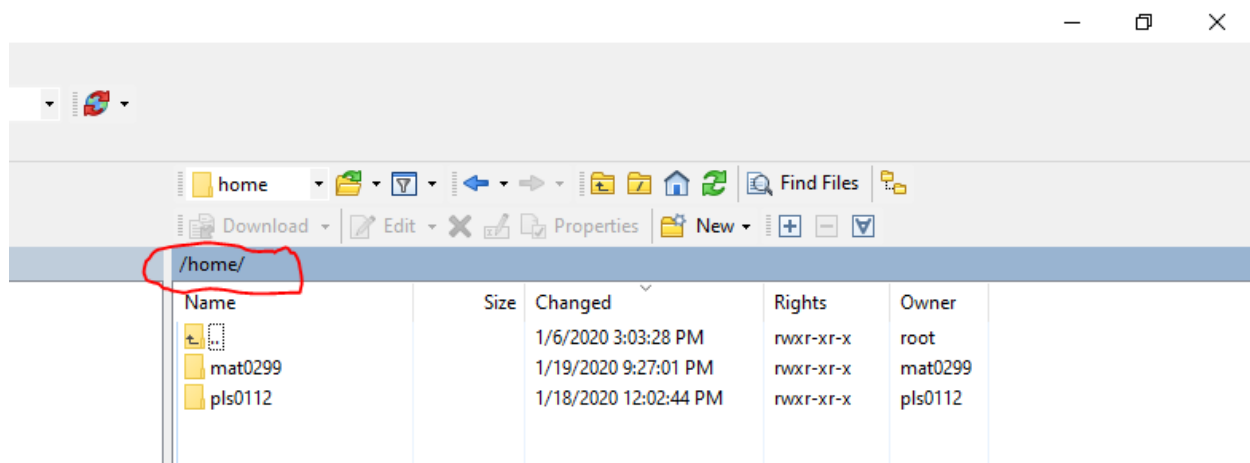 home
Find Files
Download Edit Properties New
/home/
Name Size Changed Rights Owner
.. 1/6/2020 3:03:28 PM rwxr-xr-x root
mat0299 1/19/2020 9:27:01 PM rwxr-xr-x mat0299
pls0112 1/18/2020 12:02:44 PM rwxr-xr-x pls0112